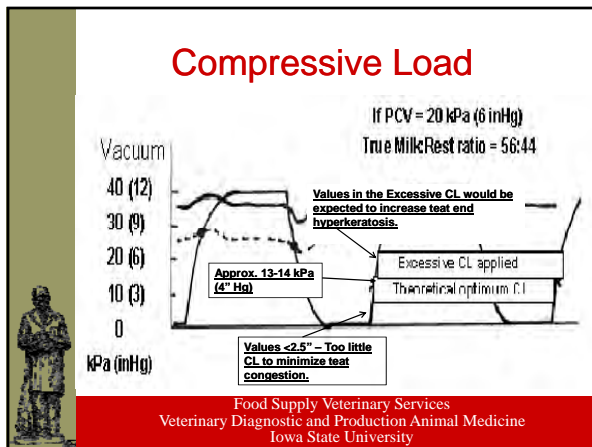 Compressive Load
If PCV = 20 kPa (6 inHg)
True Milk:Rest ratio = 56:44
Vacuum
40 (12)
30 (9)
20 (6)
10 (3)
0
kPa (inHg)
Values in the Excessive CL would be
expected to increase teat end
hyperkeratosis.
Excessive CL applied
Approx. 13-14 kPa
(4" Hg)
Theoretical optimum CL
Values <2.5" – Too little
CL to minimize teat
congestion.
Food Supply Veterinary Services
Veterinary Diagnostic and Production Animal Medicine
Iowa State University